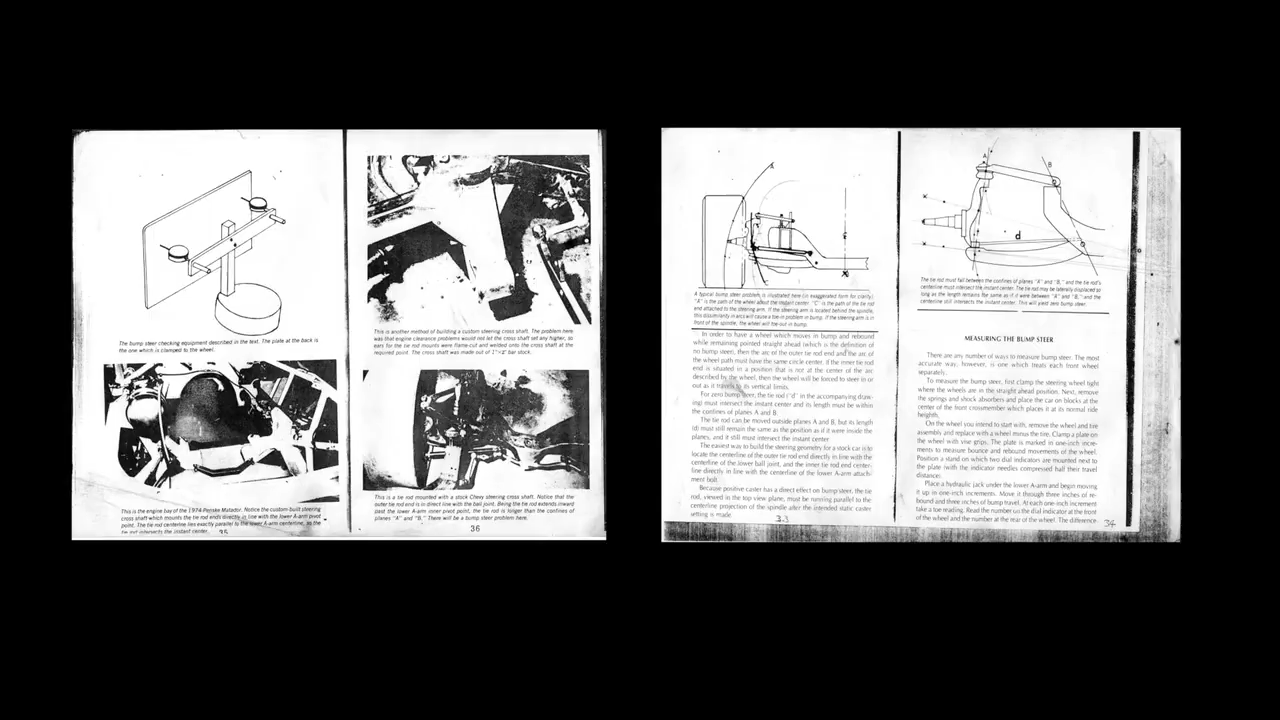 The bump steer checking equipment described in the text. The plate at the back is
the one which is clamped to the wheel.
This is the engine bay of the 1974 Penske Matador. Notice the custom-built steering
cross shaft which mounts the tie rod ends directly in line with the lower A-arm pivot
point. The tie rod centerline lies exactly parallel to the lower A-arm centerline, so the
tie rod intersects the instant center.
This is another method of building a custom steering cross shaft. The problem here
was that engine clearance problems would not let the cross shaft set any higher, so
ears for the tie rod mounts were flame-cut and welded onto the cross shaft at the
required point. The cross shaft was made out of 1"×2" bar stock.
This is a tie rod mounted with a stock Chevy steering cross shaft. Notice that the
outer tie rod end is in direct line with the ball joint. Being the tie rod extends inward
past the lower A-arm inner pivot point, the tie rod is longer than the confines of
planes "A" and "B." There will be a bump steer problem here.
36
A
A typical bump steer problem is illustrated here (in exaggerated form for clarity)
"A" is the path of the wheel about the instant center. "C" is the path of the tie rod
end attached to the steering arm. If the steering arm is located behind the spindle,
this dissimilarity in arcs will cause a toe-in problem in bump. If the steering arm is in
front of the spindle, the wheel will toe-out in bump.
In order to have a wheel which moves in bump and rebound
while remaining pointed straight ahead (which is the definition of
no bump steer), then the arc of the outer tie rod end and the arc of
the wheel path must have the same circle center. If the inner tie rod
end is situated in a position that is not at the center of the arc
described by the wheel, then the wheel will be forced to steer in or
out as it travels to its vertical limits.
For zero bump steer, the tie rod ("d" in the accompanying draw-
ing) must intersect the instant center and its length must be within
the confines of planes A and B.
The tie rod can be moved outside planes A and B, but its length
(d) must still remain the same as the position as if it were inside the
planes, and it still must intersect the instant center
The easiest way to build the steering geometry for a stock car is to
locate the centerline of the outer tie rod end directly in line with the
centerline of the lower ball joint, and the inner tie rod end center-
line directly in line with the centerline of the lower A-arm attach-
ment bolt.
Because positive caster has a direct effect on bump steer, the tie
rod, viewed in the top view plane, must be running parallel to the
centerline projection of the spindle after the intended static caster
setting is made.
33
A
B
d
The tie rod must fall between the confines of planes "A" and "B," and the tie rod's
centerline must intersect the instant center. The tie rod may be laterally displaced so
long as the length remains the same as if it were between "A" and "B," and the
centerline still intersects the instant center. This will yield zero bump steer.
MEASURING THE BUMP STEER
There are any number of ways to measure bump steer. The most
accurate way, however, is one which treats each front wheel
separately.
To measure the bump steer, first clamp the steering wheel tight
where the wheels are in the straight ahead position. Next, remove
the springs and shock absorbers and place the car on blocks at the
center of the front crossmember which places it at its normal ride
heighth.
On the wheel you intend to start with, remove the wheel and tire
assembly and replace with a wheel minus the tire. Clamp a plate on
the wheel with vise grips. The plate is marked in one-inch incre-
ments to measure bounce and rebound movements of the wheel.
Position a stand on which two dial indicators are mounted next to
the plate with the indicator needles compressed half their travel
distance.
Place a hydraulic jack under the lower A-arm and begin moving
it up in one-inch increments. Move it through three inches of re-
bound and three inches of bump travel. At each one-inch increment
take a toe reading. Read the number on the dial indicator at the front
of the wheel and the number at the rear of the wheel. The difference
34